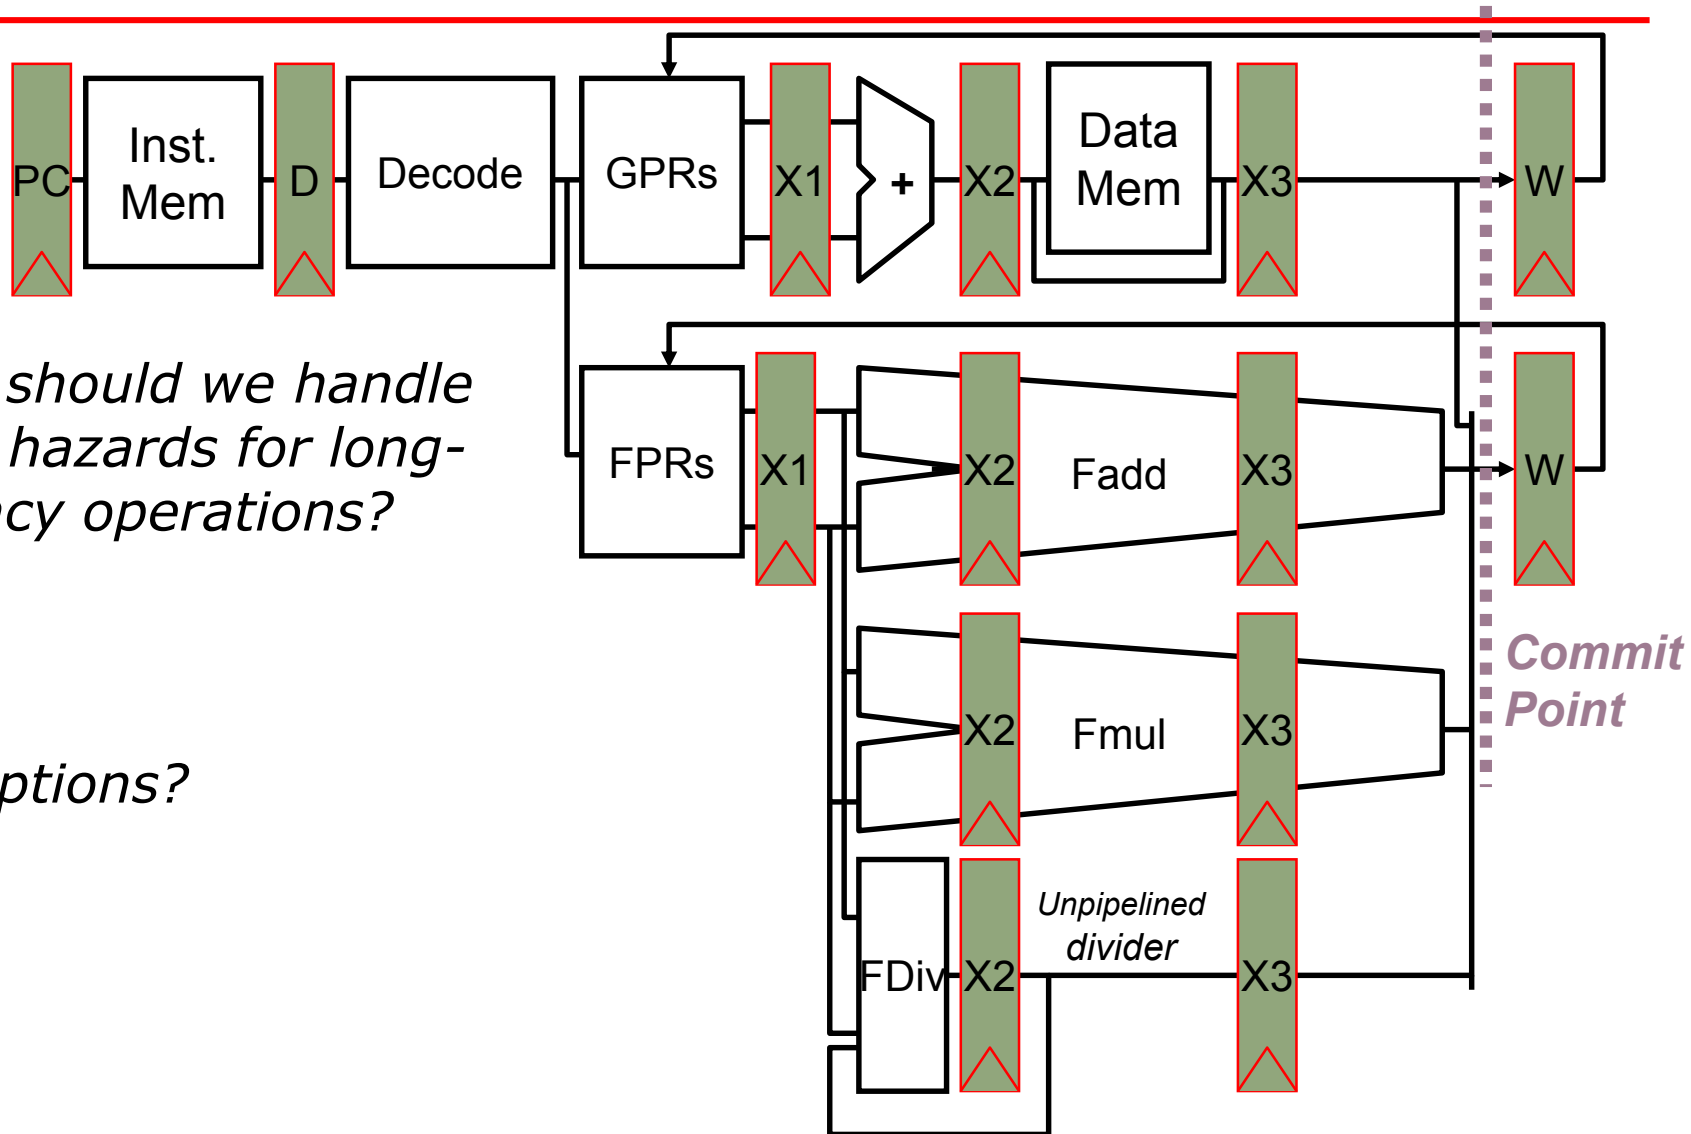 PC
Inst.
Mem
D
Decode
GPRs
X1
+
X2
Data
Mem
X3
W
should we handle
hazards for long-
ncy operations?
ptions?
FPRs
X1
X2
Fadd
X3
W
X2
Fmul
X3
Commit
Point
FDiv
X2
Unpipelined
divider
X3